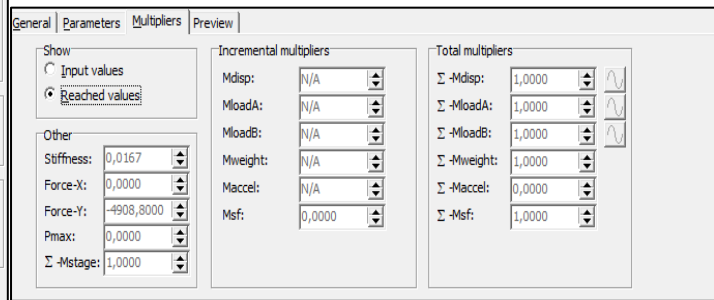 General Parameters Multipliers Preview
Show
Input values
Reached values
Other
Stiffness: 0,0167
Force-X: 0,0000
Force-Y: -4908,8000
Pmax: 0,0000
Σ -Mstage: 1,0000
Incremental multipliers
Mdisp: N/A
MloadA: N/A
MloadB: N/A
Mweight: N/A
Maccel: N/A
Msf: 0,0000
Total multipliers
Σ -Mdisp: 1,0000
Σ -MloadA: 1,0000
Σ -MloadB: 1,0000
Σ -Mweight: 1,0000
Σ -Maccel: 0,0000
Σ -Msf: 1,0000